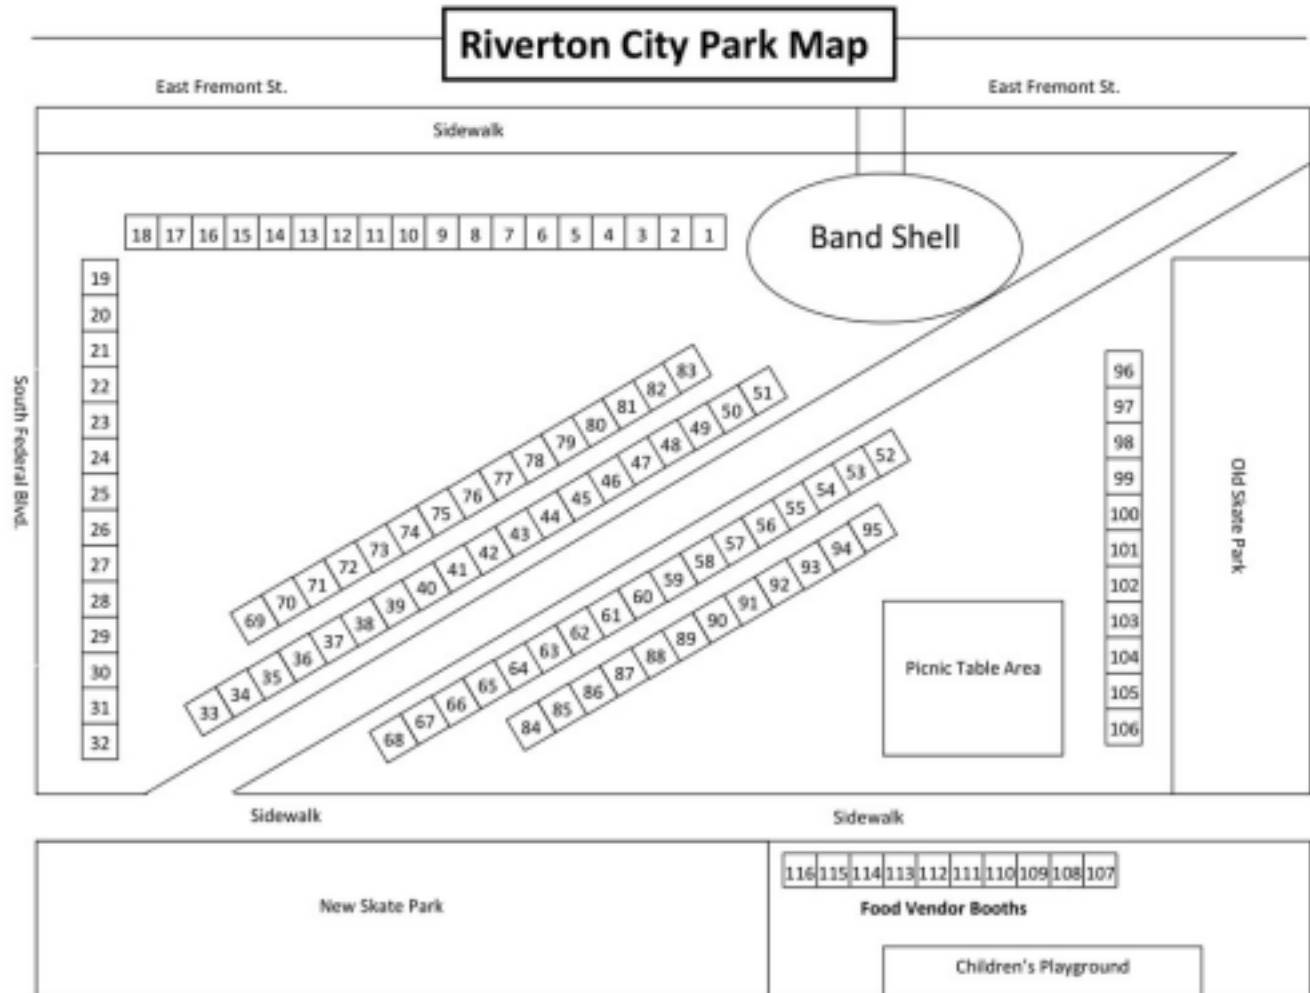 Riverton City Park Map
East Fremont St.
East Fremont St.
Sidewalk
Band Shell
18 17 16 15 14 13 12 11 10 9 8 7 6 5 4 3 2 1
19
20
21
22
23
24
25
26
27
28
29
30
31
32
South Federal Blvd.
69 70 71 72 73 74 75 76 77 78 79 80 81 82 83
33 34 35 36 37 38 39 40 41 42 43 44 45 46 47 48 49 50 51
68 67 66 65 64 63 62 61 60 59 58 57 56 55 54 53 52
84 85 86 87 88 89 90 91 92 93 94 95
96
97
98
99
100
101
102
103
104
105
106
Old Skate Park
Picnic Table Area
Sidewalk
Sidewalk
116 115 114 113 112 111 110 109 108 107
Food Vendor Booths
New Skate Park
Children's Playground